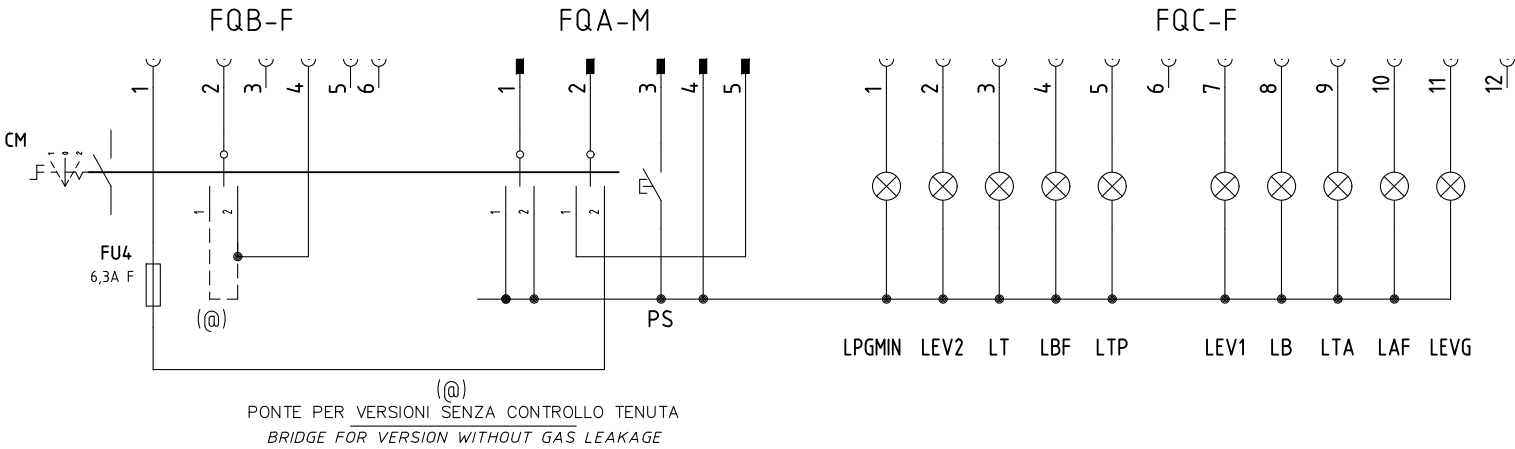 FQB-F FQA-M FQC-F
1 2 3 4 5 6 1 2 3 4 5 1 2 3 4 5 6 7 8 9 10 11 12
CM
1 0 2
1 2 1 2 1 2
FU4
6,3A F
(@)
PS
LPGMIN LEV2 LT LBF LTP LEV1 LB LTA LAF LEVG
(@)
PONTE PER VERSIONI SENZA CONTROLLO TENUTA
BRIDGE FOR VERSION WITHOUT GAS LEAKAGE